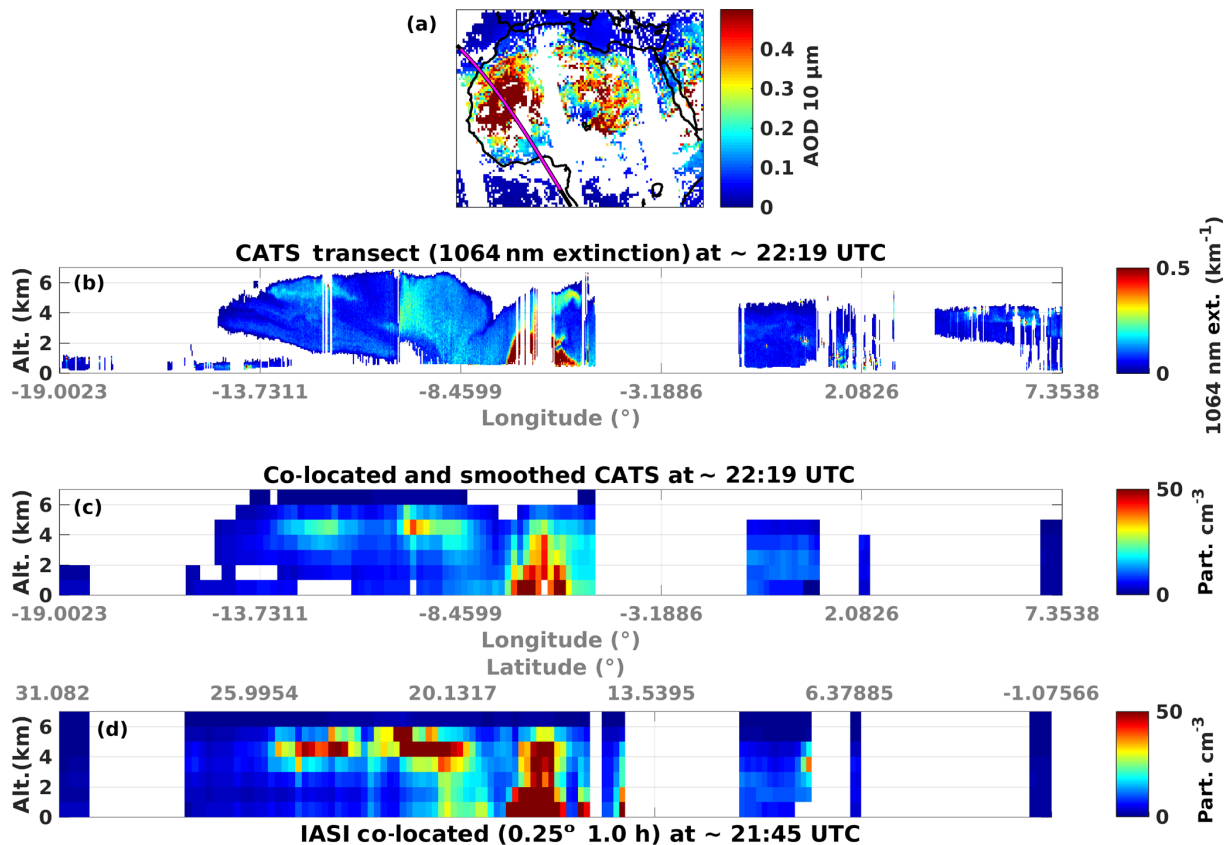 (a)
0.4
0.3
0.2
0.1
0
AOD 10 µm
CATS transect (1064 nm extinction) at ~ 22:19 UTC
(b)
Alt. (km)
6
4
2
0
-19.0023 -13.7311 -8.4599 -3.1886 2.0826 7.3538
Longitude (°)
0.5
0
1064 nm ext. (km-1)
Co-located and smoothed CATS at ~ 22:19 UTC
(c)
Alt. (km)
6
4
2
0
-19.0023 -13.7311 -8.4599 -3.1886 2.0826 7.3538
Longitude (°)
50
0
Part. cm-3
Latitude (°)
31.082 25.9954 20.1317 13.5395 6.37885 -1.07566
(d)
Alt.(km)
6
4
2
0
50
0
Part. cm-3
IASI co-located (0.25° 1.0 h) at ~ 21:45 UTC